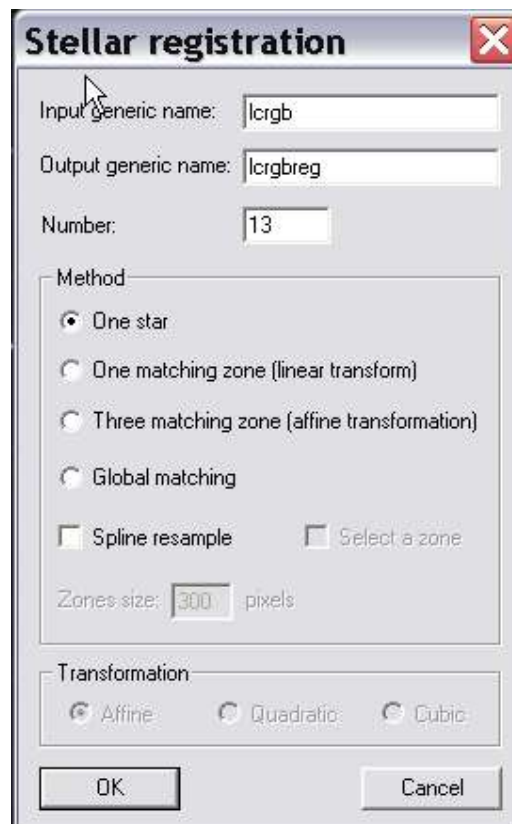 Stellar registration
Input generic name: lcrgb
Output generic name: lcrgbreg
Number: 13
Method
One star
One matching zone (linear transform)
Three matching zone (affine transformation)
Global matching
Spline resample Select a zone
Zones size: 300 pixels
Transformation
Affine Quadratic Cubic
OK Cancel